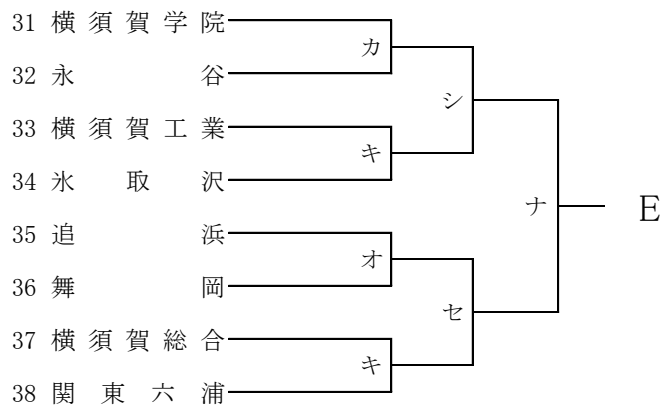 31 横須賀学院
カ
32 永谷
シ
33 横須賀工業
キ
34 氷取沢
ナ E
35 追浜
オ
36 舞岡
セ
37 横須賀総合
キ
38 関東六浦